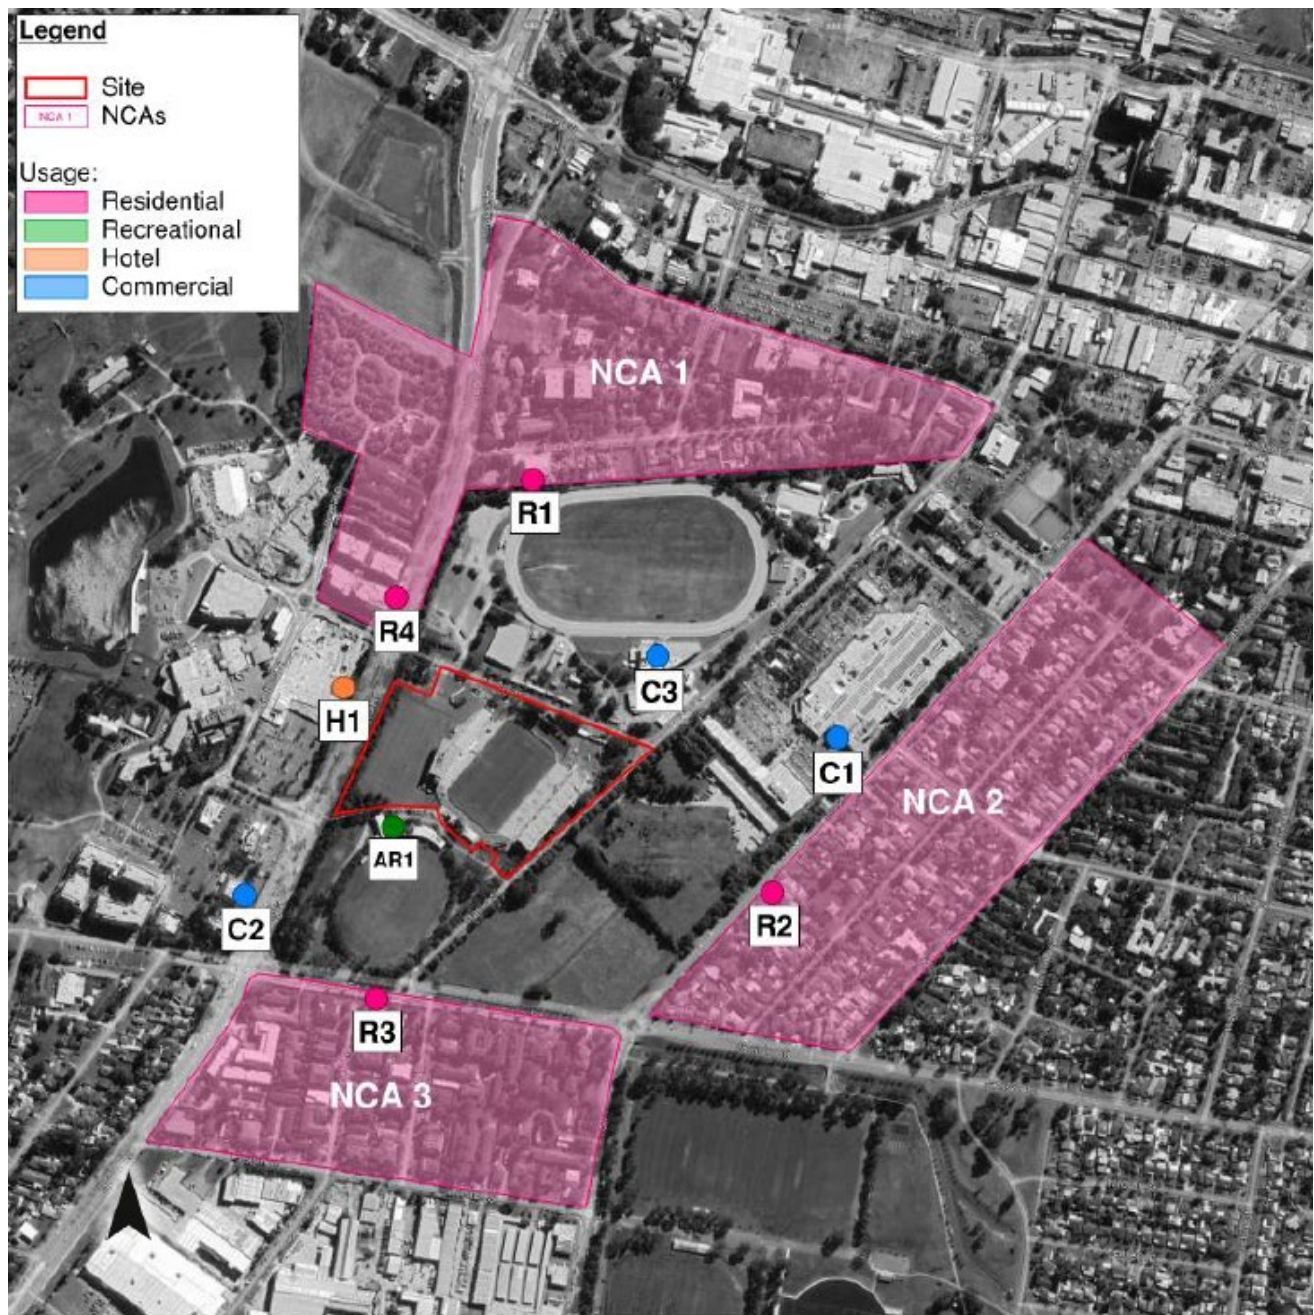 Legend
Site
NCA 1 NCAs
Usage:
Residential
Recreational
Hotel
Commercial
NCA 1
R1
R4
C3
H1
C1
NCA 2
AR1
R2
C2
R3
NCA 3